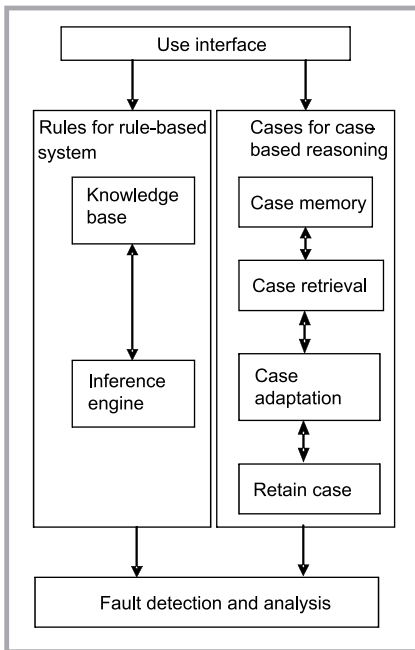 Use interface
Rules for rule-based
system
Knowledge
base
Inference
engine
Cases for case-
based reasoning
Case memory
Case retrieval
Case
adaptation
Retain case
Fault detection and analysis